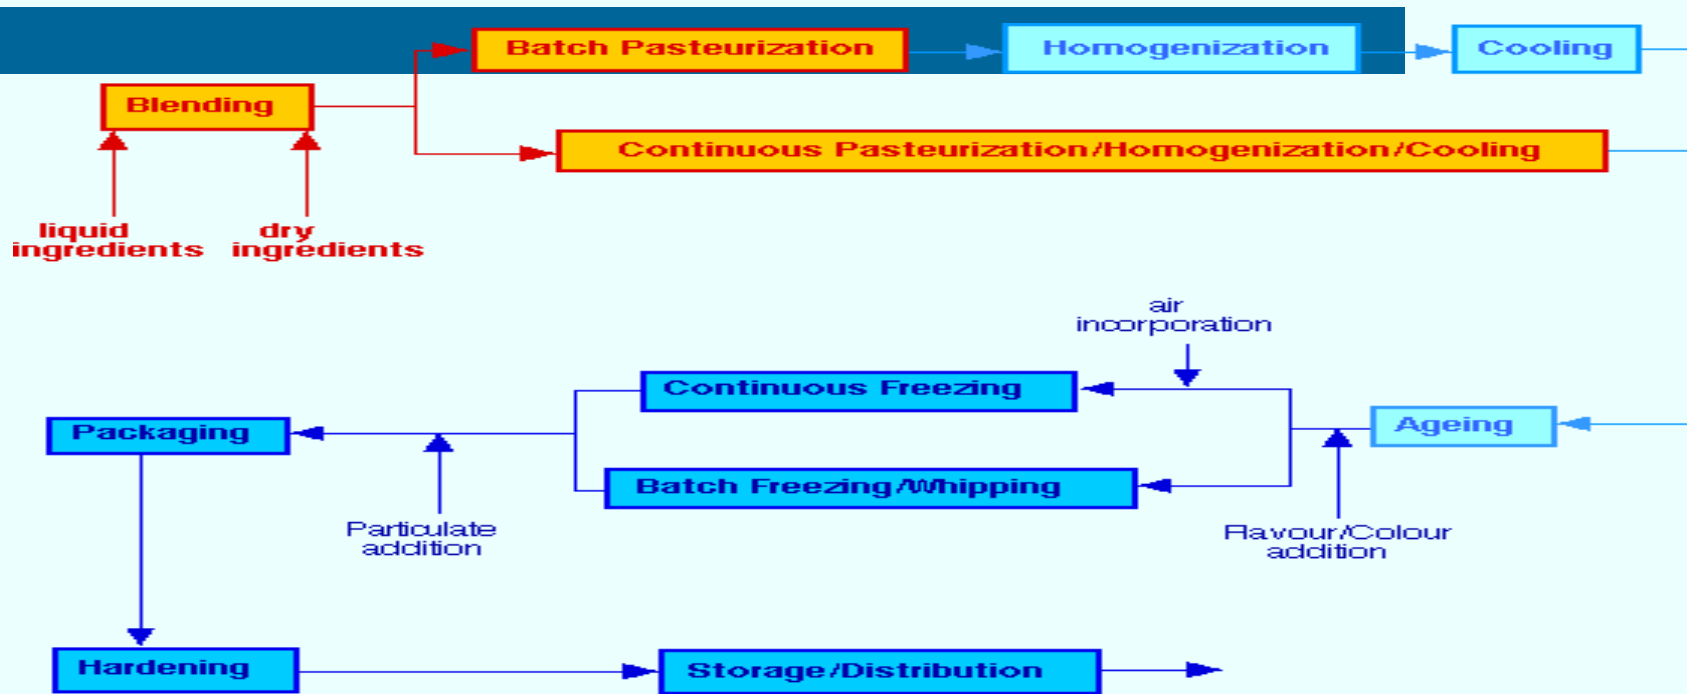 Batch Pasteurization
Homogenization
Cooling
Blending
Continuous Pasteurization/Homogenization/Cooling
liquid
ingredients
dry
ingredients
air
incorporation
Continuous Freezing
Packaging
Ageing
Batch Freezing/Whipping
Particulate
addition
Flavour/Colour
addition
Hardening
Storage/Distribution